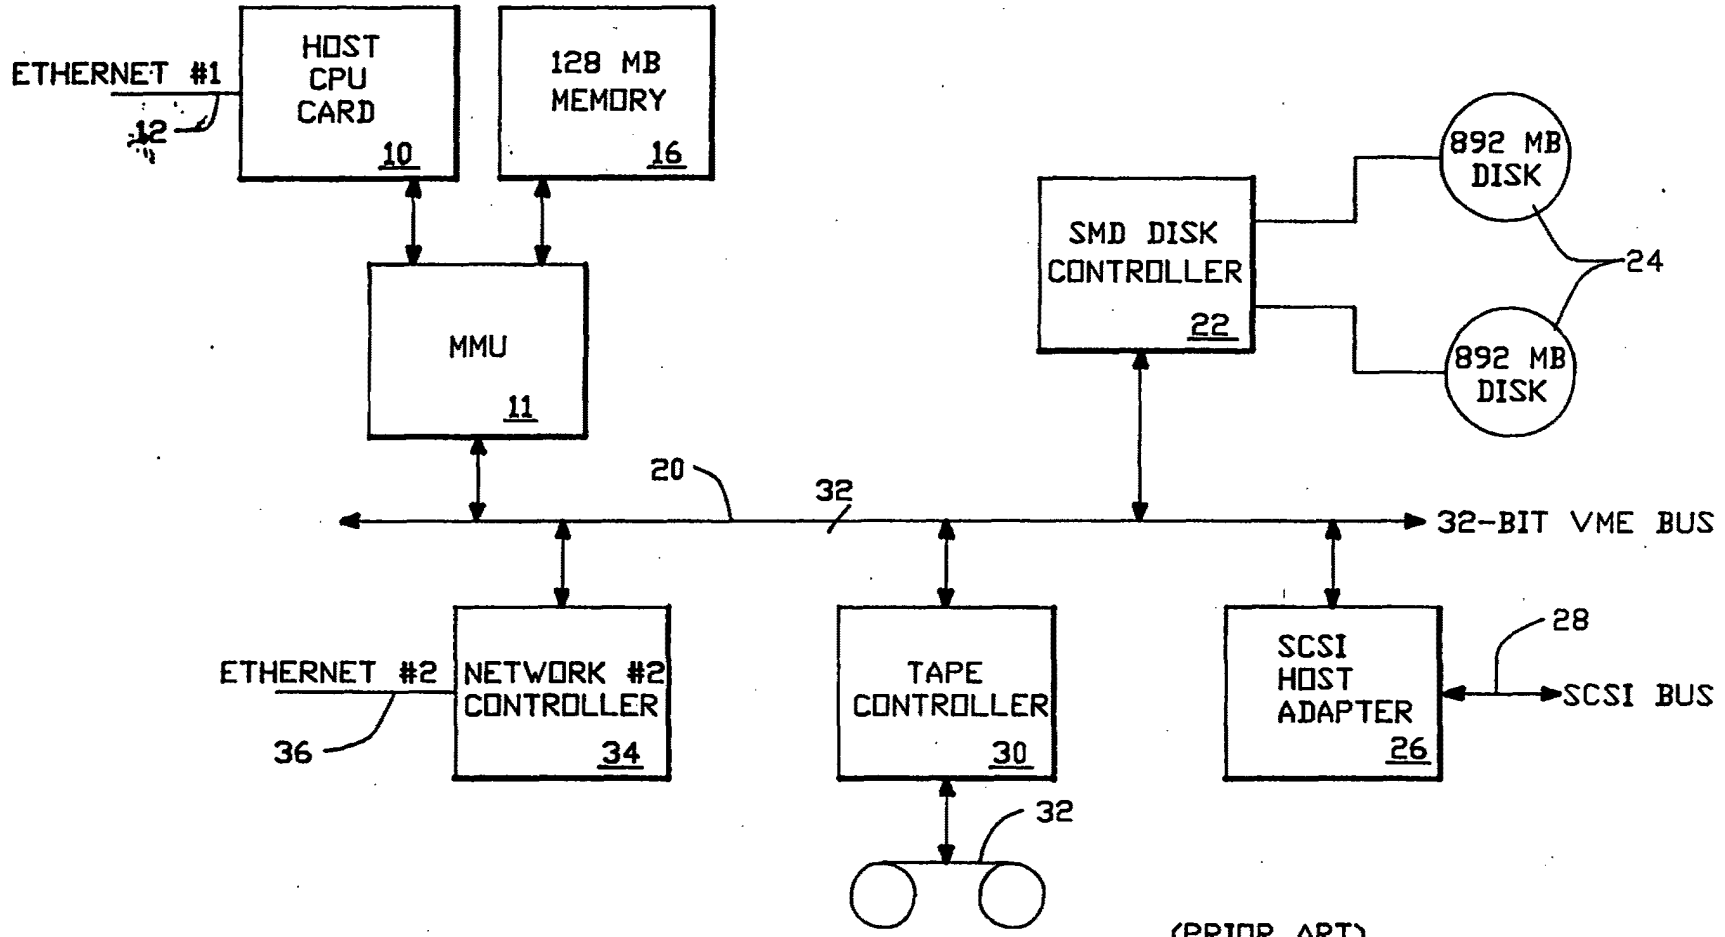 ETHERNET #1
12
HOST
CPU
CARD
10
128 MB
MEMORY
16
MMU
11
SMD DISK
CONTROLLER
22
892 MB
DISK
24
892 MB
DISK
20
32
32-BIT VME BUS
ETHERNET #2
36
NETWORK #2
CONTROLLER
34
TAPE
CONTROLLER
30
32
SCSI
HOST
ADAPTER
26
28
SCSI BUS
(PRIOR ART)